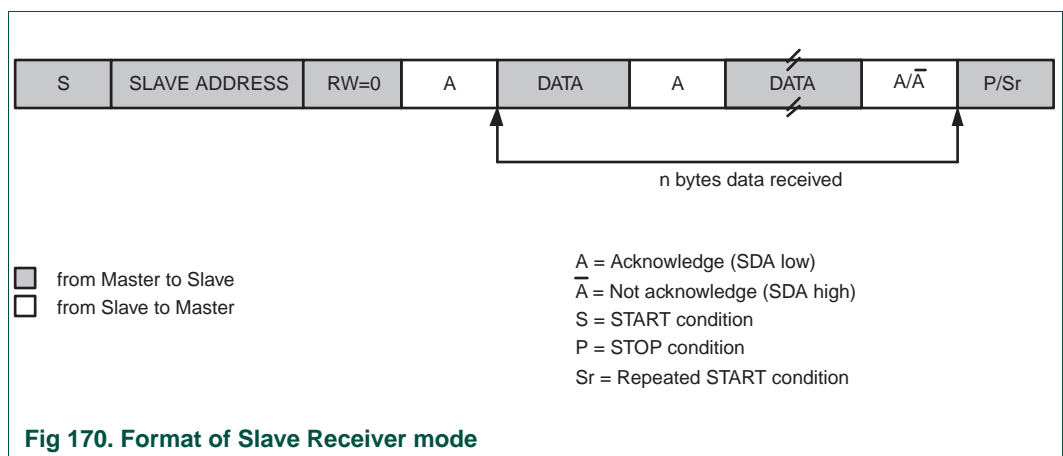 S SLAVE ADDRESS RW=0 A DATA A DATA A/A̅ P/Sr
n bytes data received
from Master to Slave
from Slave to Master
A = Acknowledge (SDA low)
A̅ = Not acknowledge (SDA high)
S = START condition
P = STOP condition
Sr = Repeated START condition
Fig 170. Format of Slave Receiver mode